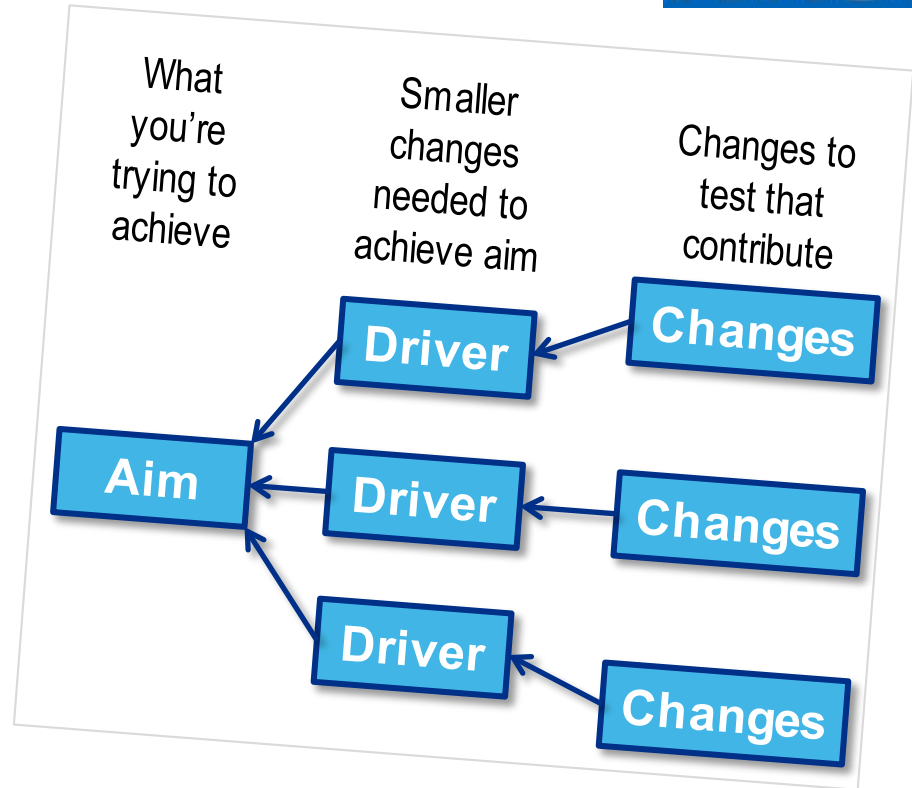 What
you're
trying to
achieve
Smaller
changes
needed to
achieve aim
Changes to
test that
contribute
Driver
Changes
Aim
Driver
Changes
Driver
Changes